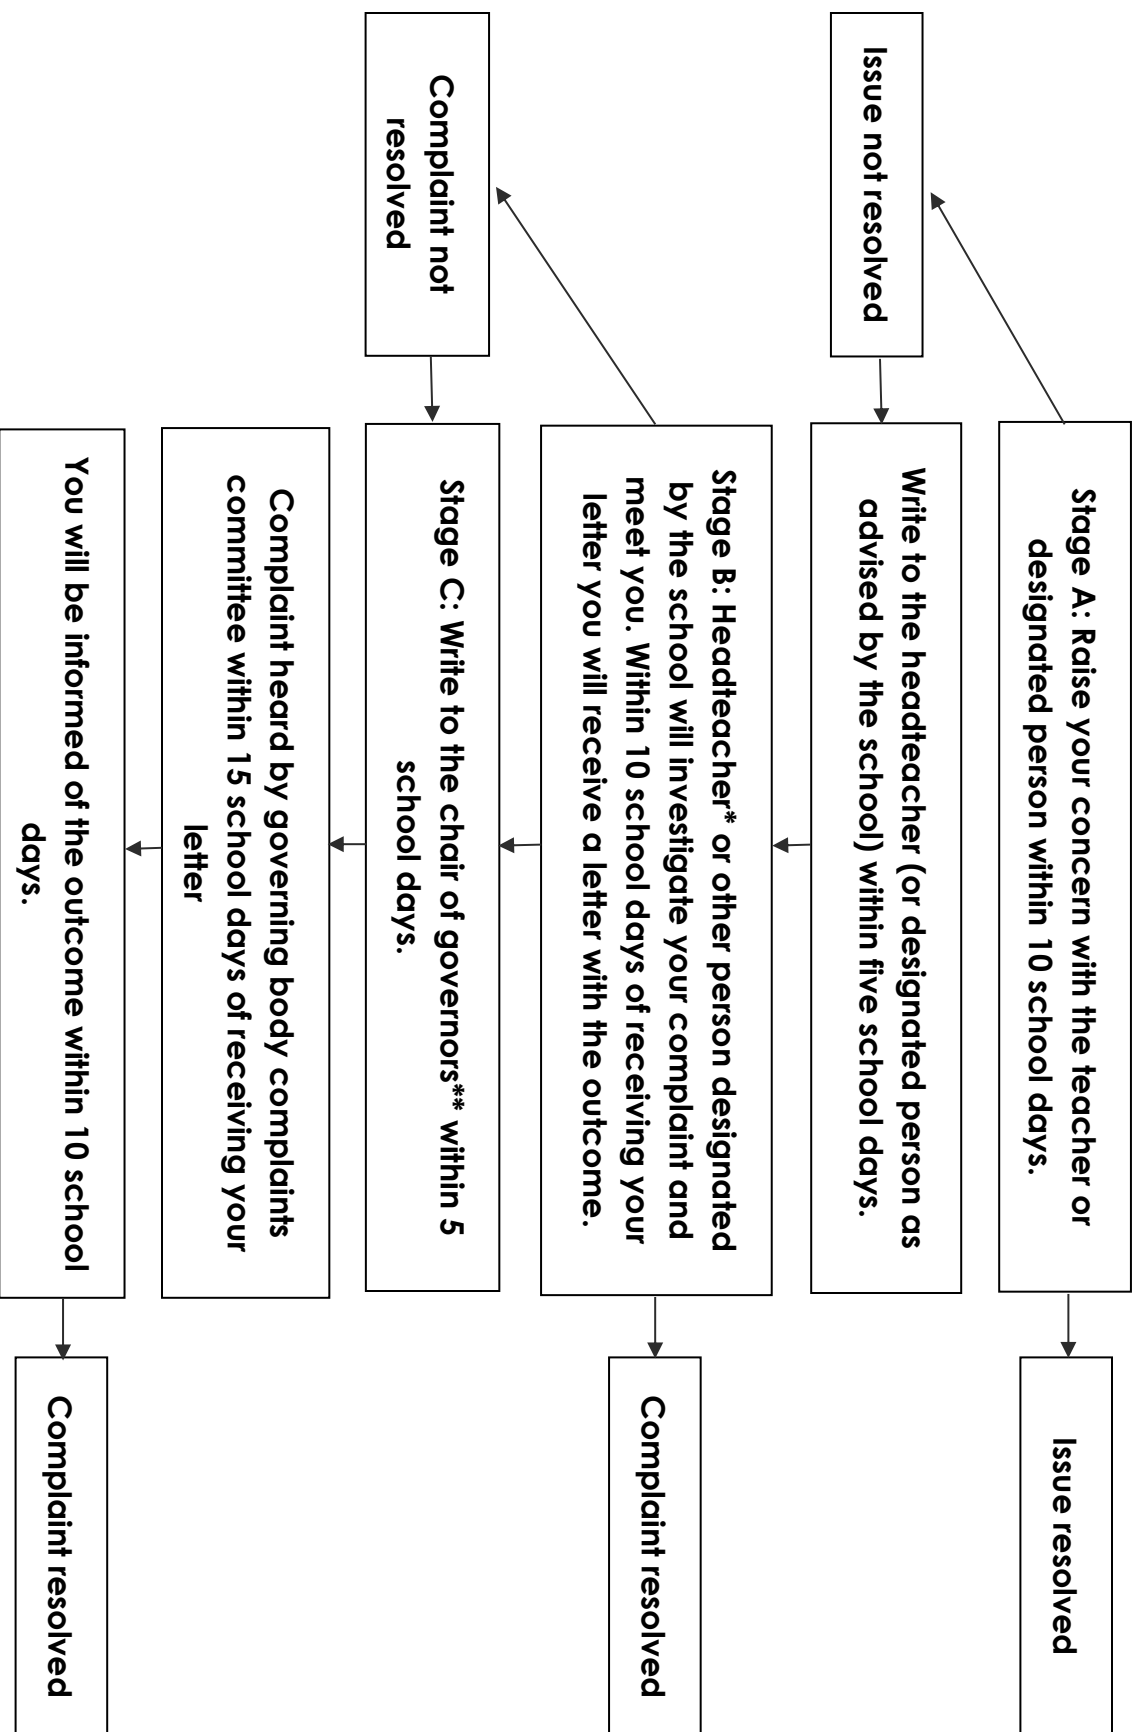 Stage A: Raise your concern with the teacher or
designated person within 10 school days.
Issue resolved
Issue not resolved
Write to the headteacher (or designated person as
advised by the school) within five school days.
Stage B: Headteacher* or other person designated
by the school will investigate your complaint and
meet you. Within 10 school days of receiving your
letter you will receive a letter with the outcome.
Complaint resolved
Complaint not
resolved
Stage C: Write to the chair of governors** within 5
school days.
Complaint heard by governing body complaints
committee within 15 school days of receiving your
letter
You will be informed of the outcome within 10 school
days.
Complaint resolved